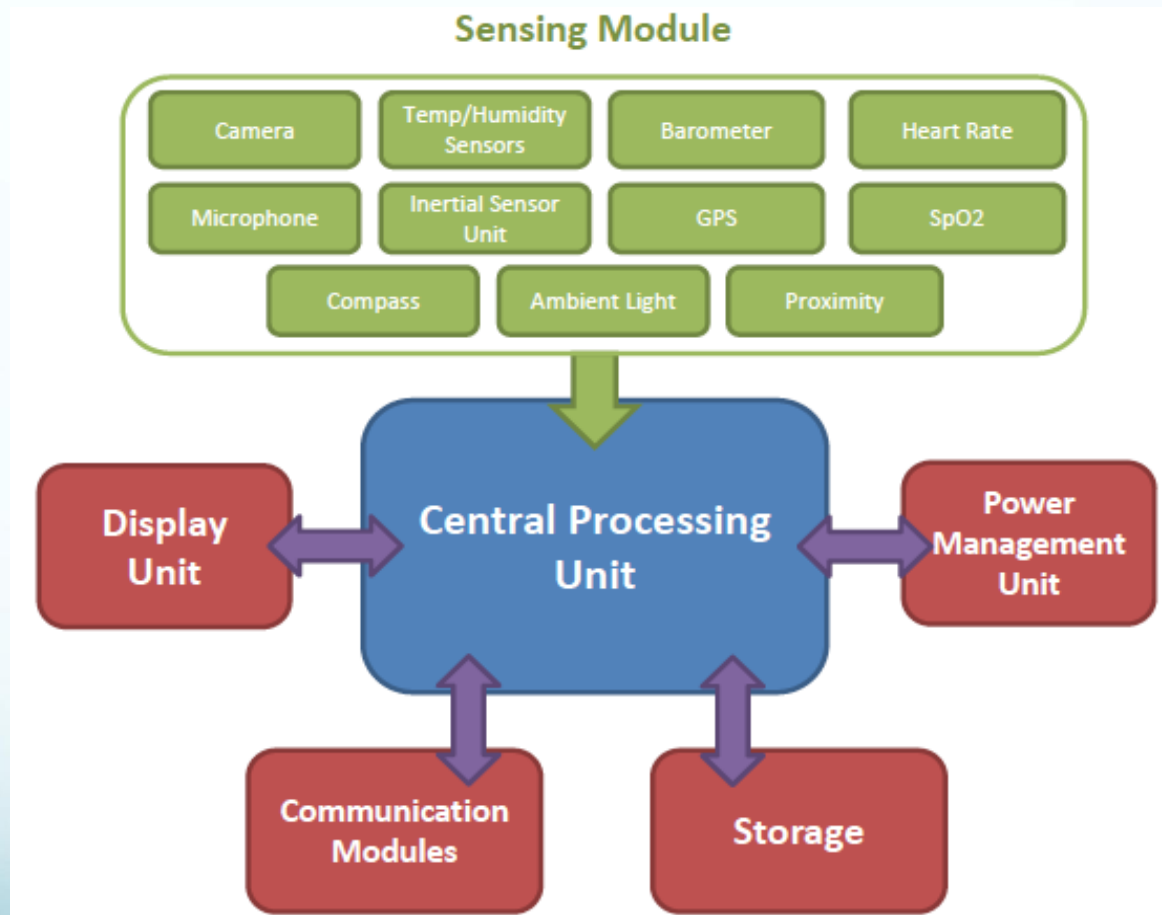 Sensing Module
Camera
Temp/Humidity
Sensors
Barometer
Heart Rate
Microphone
Inertial Sensor
Unit
GPS
SpO2
Compass
Ambient Light
Proximity
Display
Unit
Central Processing
Unit
Power
Management
Unit
Communication
Modules
Storage